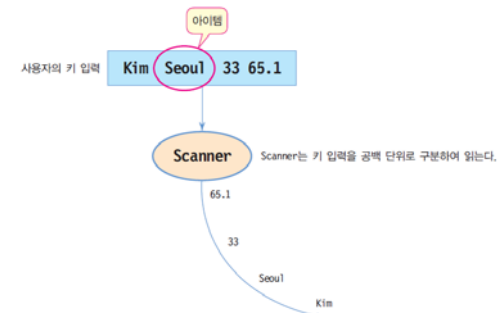 아이템
사용자의 키 입력 Kim Seoul 33 65.1
Scanner Scanner는 키 입력을 공백 단위로 구분하여 읽는다.
65.1
33
Seoul
Kim